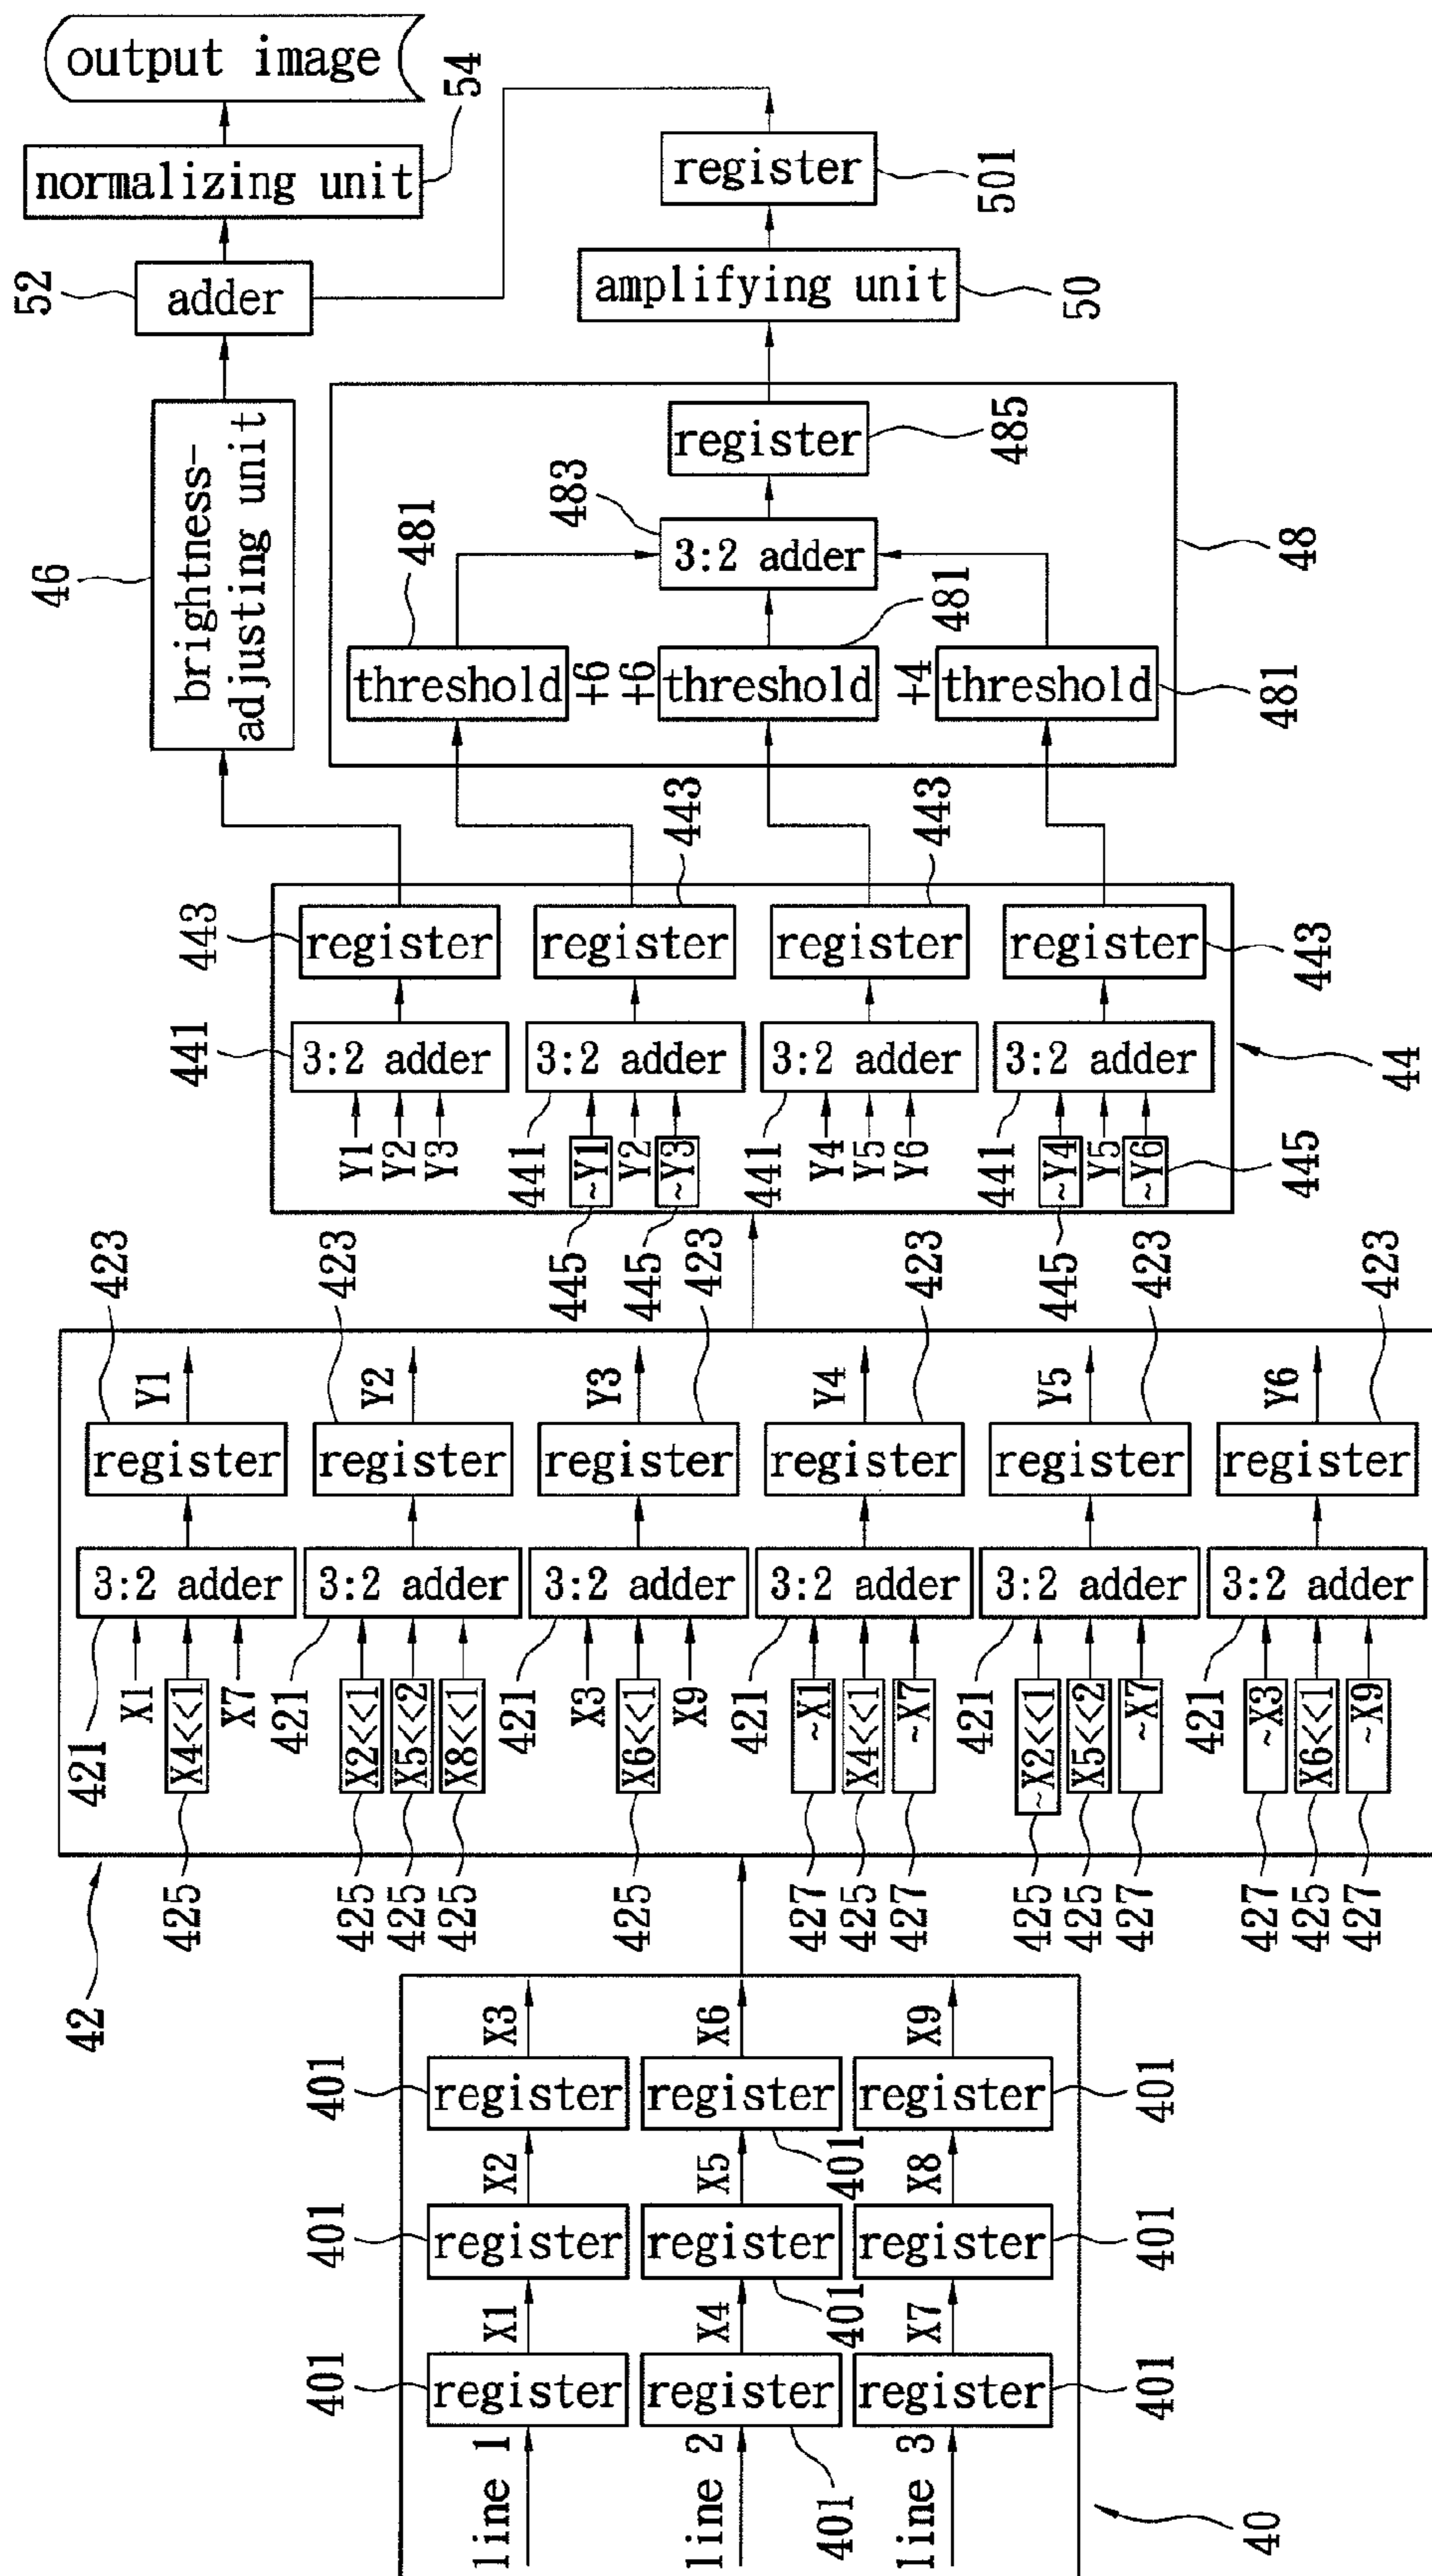 line 1
401
register
X1
401
register
X2
401
register
X3
line 2
401
register
X4
401
register
X5
401
register
X6
line 3
register
401
X7
register
401
X8
register
401
X9
40
42
421
X1
X4<<1
X7
425
3:2 adder
register
423
Y1
421
X2<<1
X5<<2
X8<<1
425
425
425
3:2 adder
register
423
Y2
421
X3
X6<<1
X9
425
3:2 adder
register
423
Y3
421
~X1
X4<<1
~X7
427
425
427
3:2 adder
register
423
Y4
421
~X2<<1
X5<<2
~X7
425
425
427
3:2 adder
register
423
Y5
421
~X3
X6<<1
~X9
427
425
427
3:2 adder
register
423
Y6
441
Y1
Y2
Y3
3:2 adder
443
register
441
~Y1
Y2
~Y3
445
445
3:2 adder
register
443
441
Y4
Y5
Y6
3:2 adder
register
443
441
~Y4
Y5
~Y6
445
445
3:2 adder
register
443
44
46
brightness-
adjusting unit
481
threshold
+6
+6
threshold
481
+4
threshold
481
483
3:2 adder
register
485
48
amplifying unit
50
register
501
52
adder
normalizing unit
54
output image